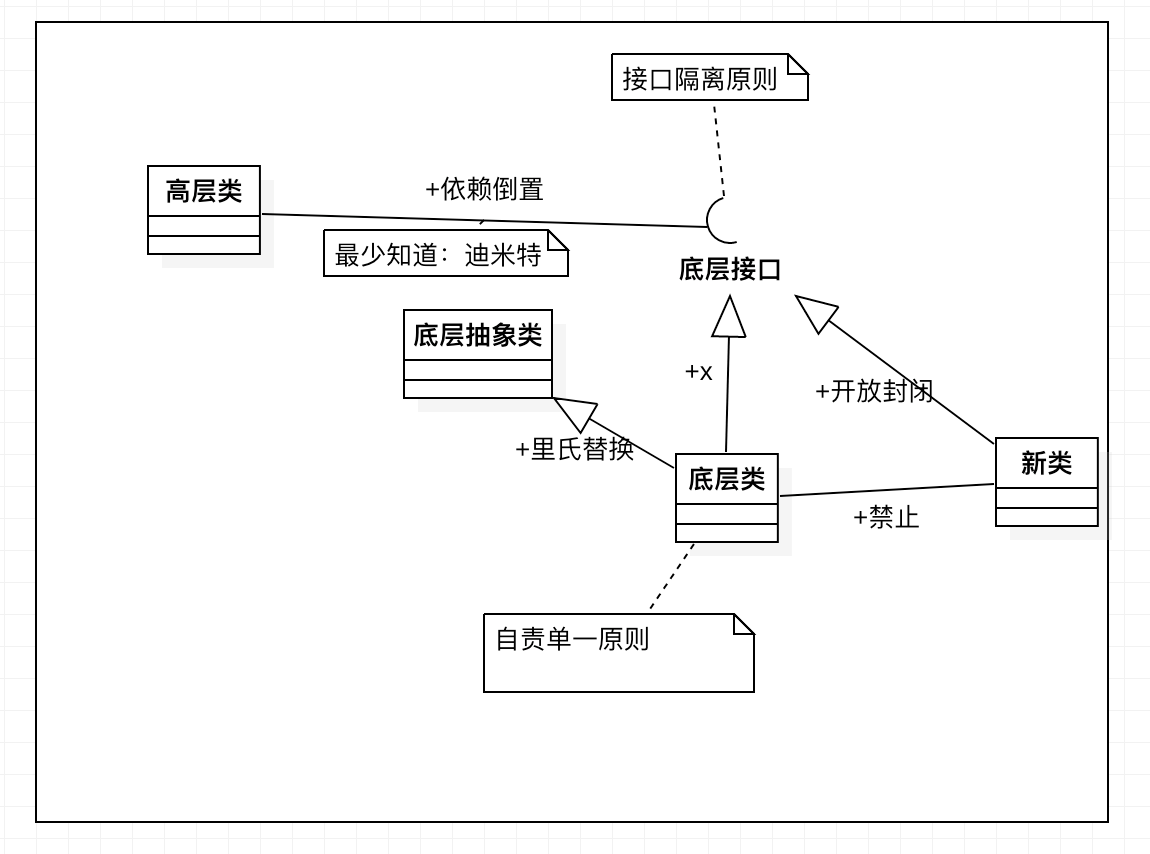 接口隔离原则
高层类
+依赖倒置
最少知道：迪米特
底层接口
底层抽象类
+x
+开放封闭
+里氏替换
底层类
新类
+禁止
自责单一原则